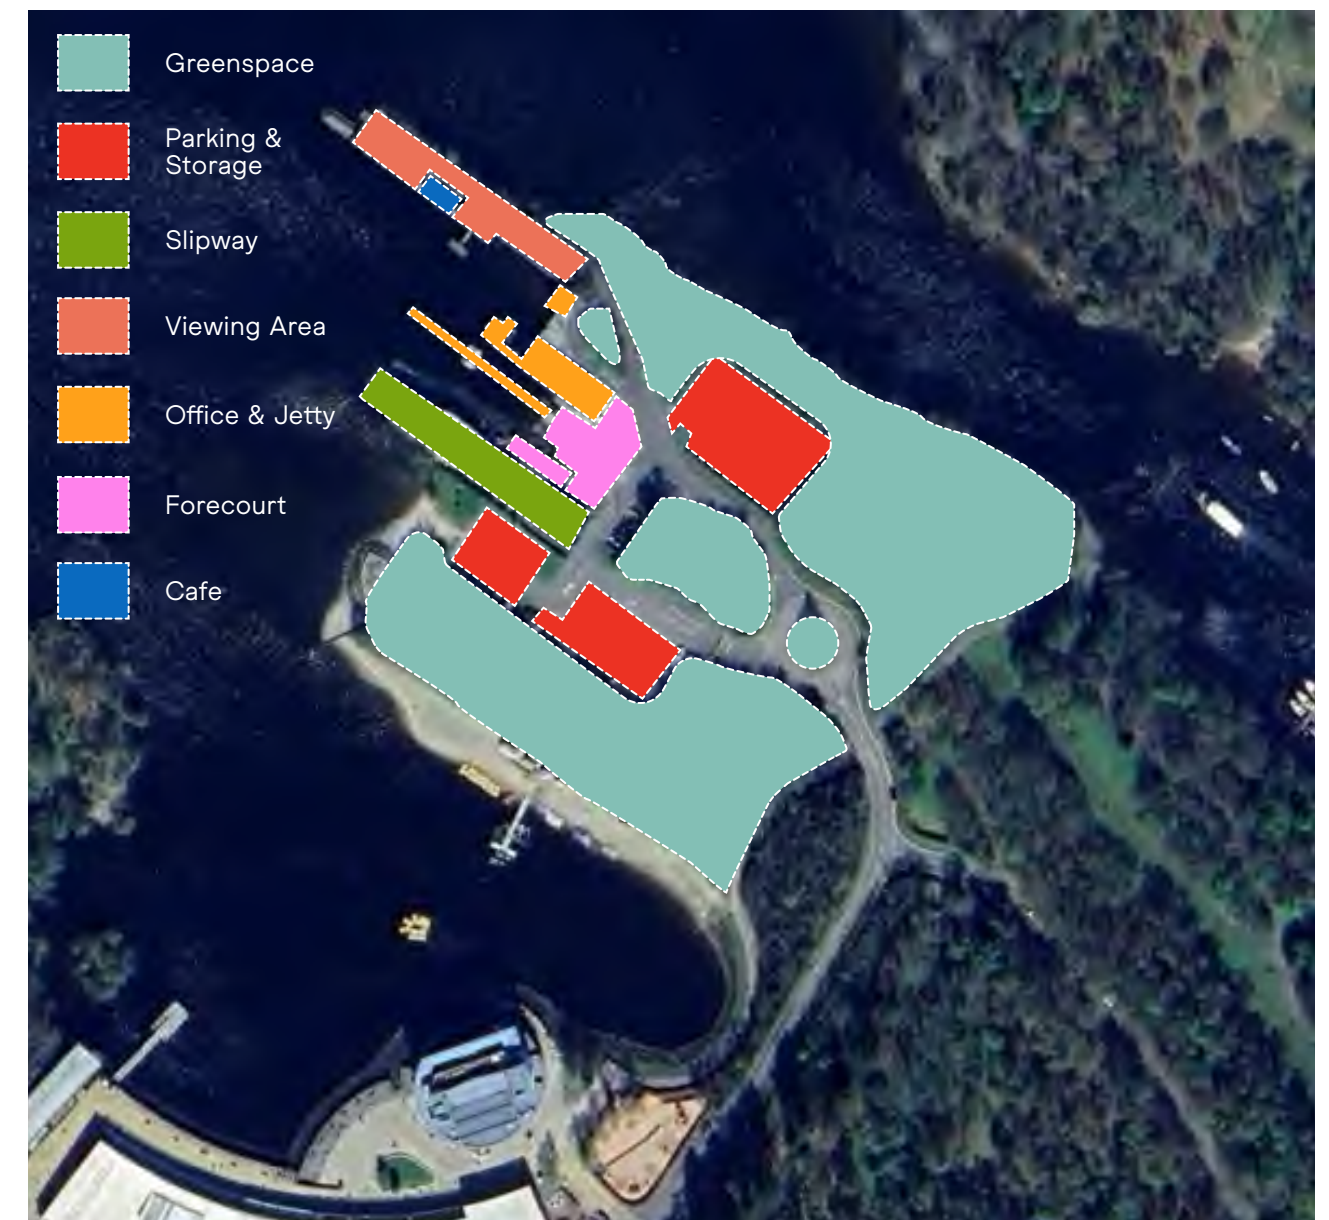 Greenspace
Parking &
Storage
Slipway
Viewing Area
Office & Jetty
Forecourt
Cafe